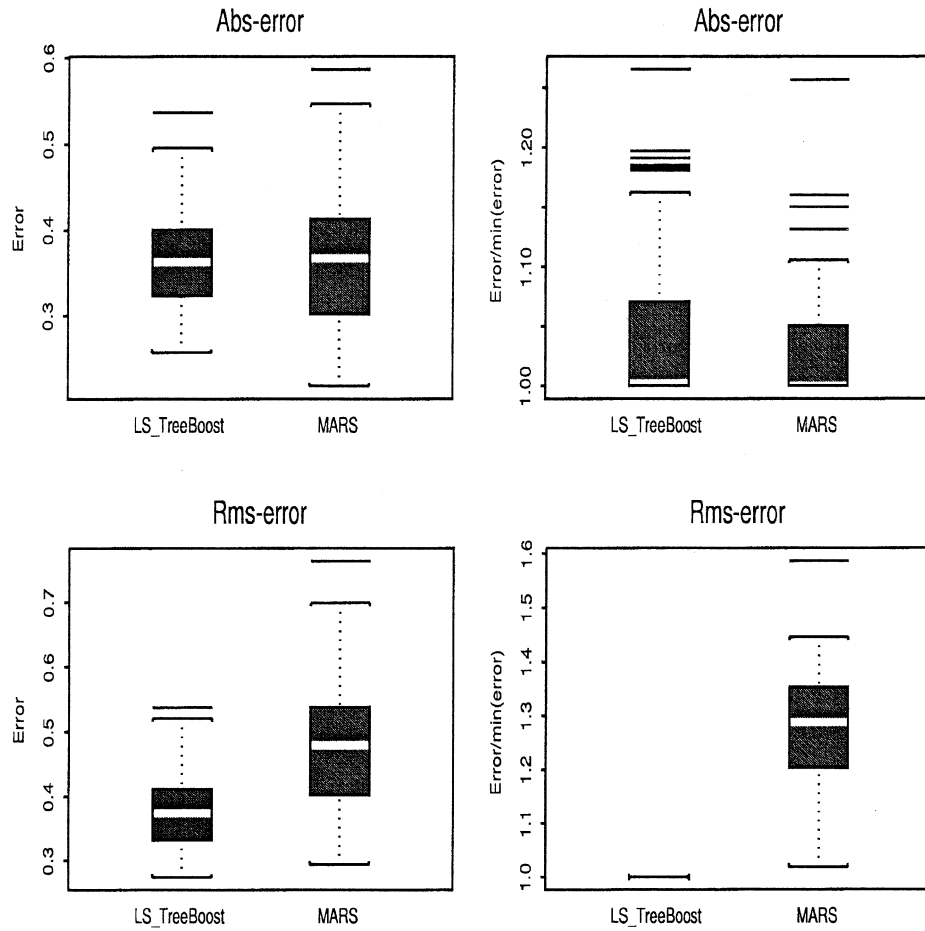 Abs-error
Error
0.6
0.5
0.4
0.3
LS_TreeBoost
MARS
Abs-error
Error/min(error)
1.20
1.10
1.00
LS_TreeBoost
MARS
Rms-error
Error
0.7
0.6
0.5
0.4
0.3
LS_TreeBoost
MARS
Rms-error
Error/min(error)
1.6
1.5
1.4
1.3
1.2
1.1
1.0
LS_TreeBoost
MARS